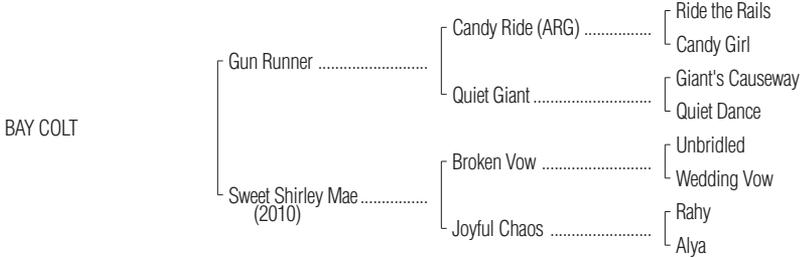 Ride the Rails
Candy Ride (ARG) ................
Candy Girl
Gun Runner ..........................
Giant's Causeway
Quiet Giant ............................
Quiet Dance
BAY COLT
Unbridled
Broken Vow ..........................
Wedding Vow
Sweet Shirley Mae ................
(2010)
Rahy
Joyful Chaos ........................
Alya